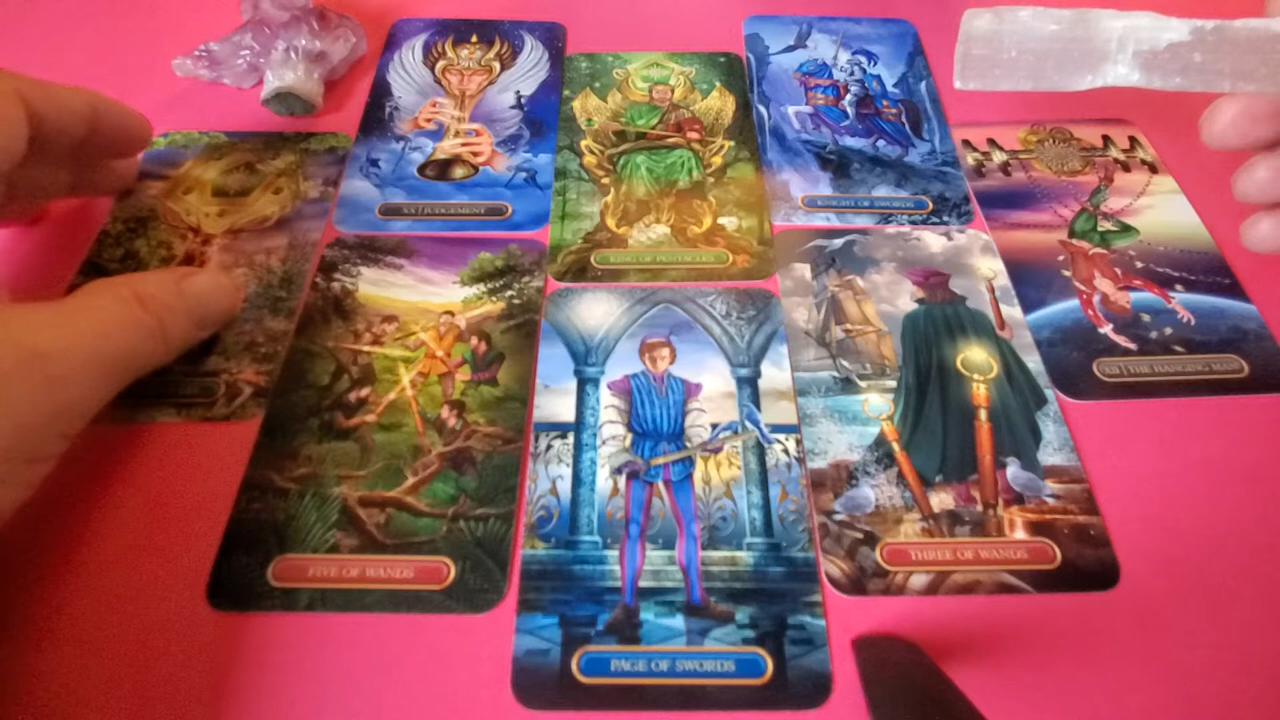 XX | JUDGEMENT
KING OF PENTACLES
KNIGHT OF SWORDS
XII | THE HANGING MAN
FIVE OF WANDS
PAGE OF SWORDS
THREE OF WANDS